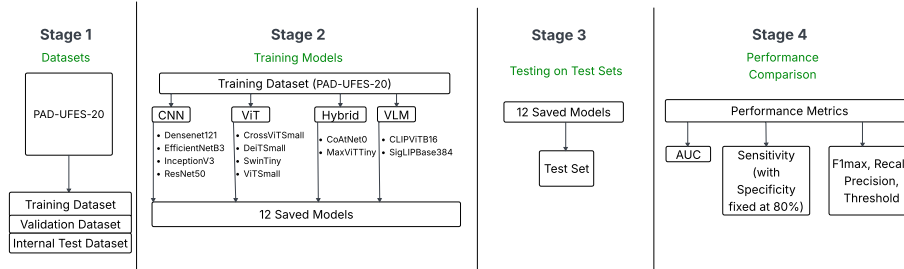 Stage 1
Datasets
PAD-UFES-20
Training Dataset
Validation Dataset
Internal Test Dataset
Stage 2
Training Models
Training Dataset (PAD-UFES-20)
CNN
• Densenet121
• EfficientNetB3
• InceptionV3
• ResNet50
ViT
• CrossViTSmall
• DeiTSmall
• SwinTiny
• ViTSmall
Hybrid
• CoAtNet0
• MaxViTTiny
VLM
• CLIPViTB16
• SigLIPBase384
12 Saved Models
Stage 3
Testing on Test Sets
12 Saved Models
Test Set
Stage 4
Performance
Comparison
Performance Metrics
AUC
Sensitivity
(with
Specificity
fixed at 80%)
F1max, Recal
Precision,
Threshold